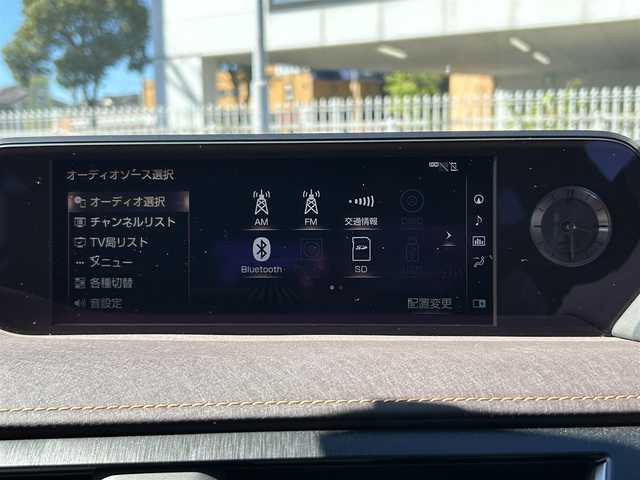 オーディオソース選択
オーディオ選択
チャンネルリスト
TV局リスト
メニュー
各種切替
音設定
AM
FM
交通情報
Bluetooth
SD
配置変更